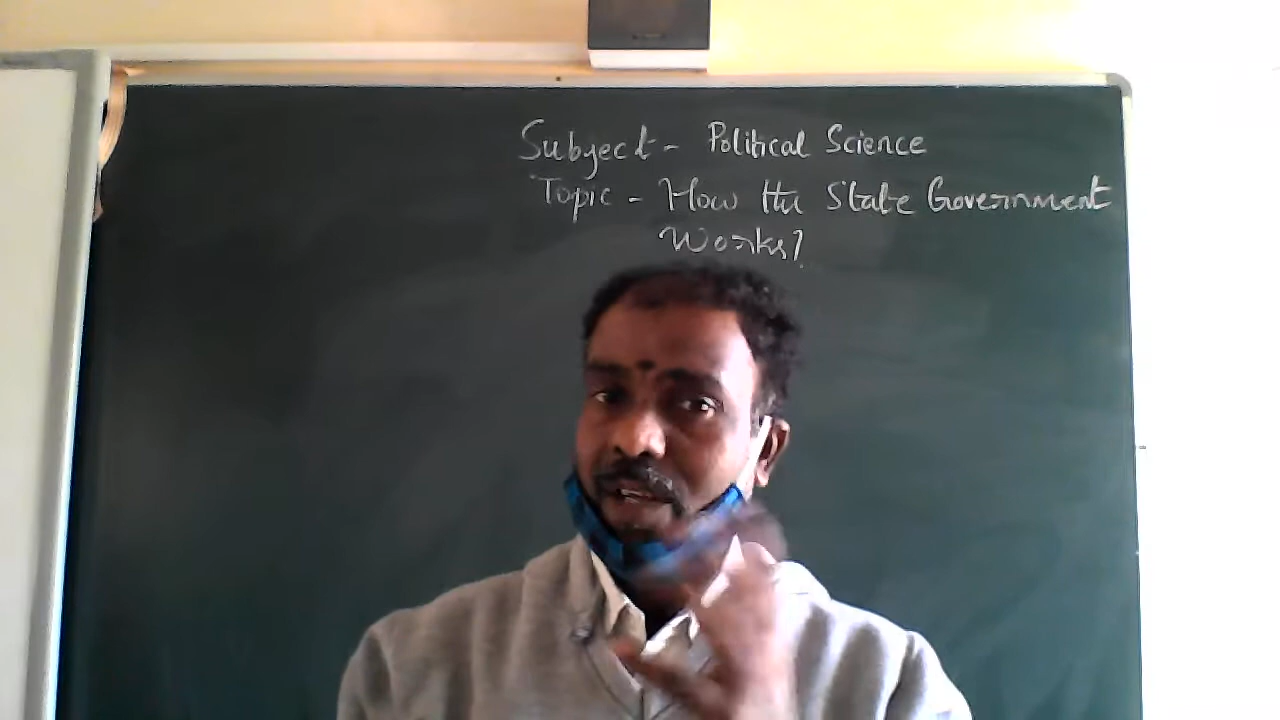 Subject - Political Science
Topic - How the State Government
Works?